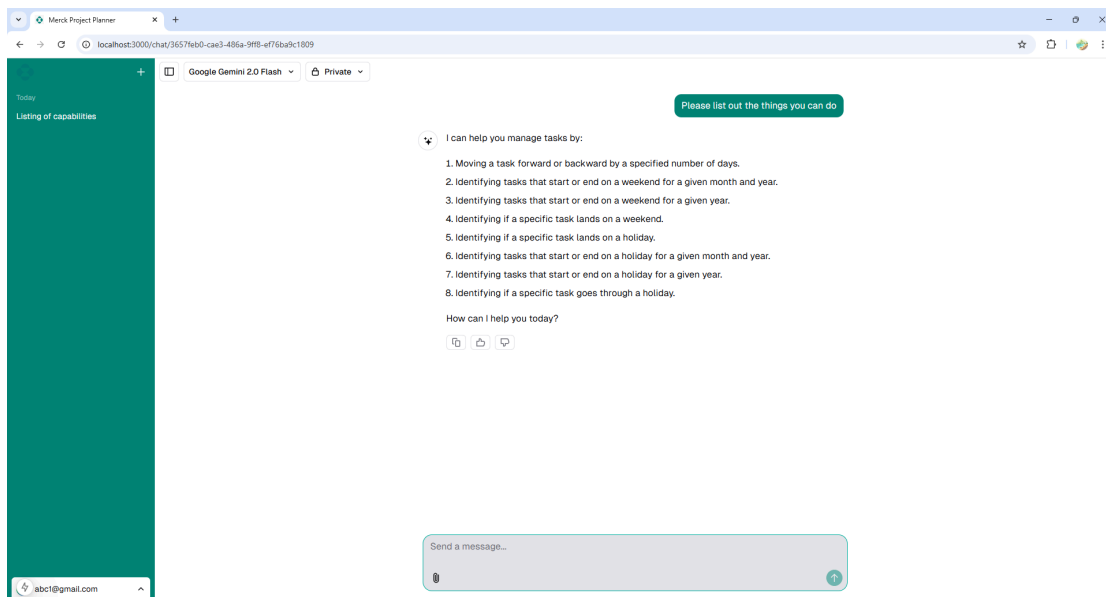 Merck Project Planner
localhost:3000/chat/3657feb0-cae3-486a-9ff8-ef76ba9c1809
Google Gemini 2.0 Flash
Private
Today
Listing of capabilities
Please list out the things you can do
I can help you manage tasks by:
1. Moving a task forward or backward by a specified number of days.
2. Identifying tasks that start or end on a weekend for a given month and year.
3. Identifying tasks that start or end on a weekend for a given year.
4. Identifying if a specific task lands on a weekend.
5. Identifying if a specific task lands on a holiday.
6. Identifying tasks that start or end on a holiday for a given month and year.
7. Identifying tasks that start or end on a holiday for a given year.
8. Identifying if a specific task goes through a holiday.
How can I help you today?
Send a message...
abc1@gmail.com